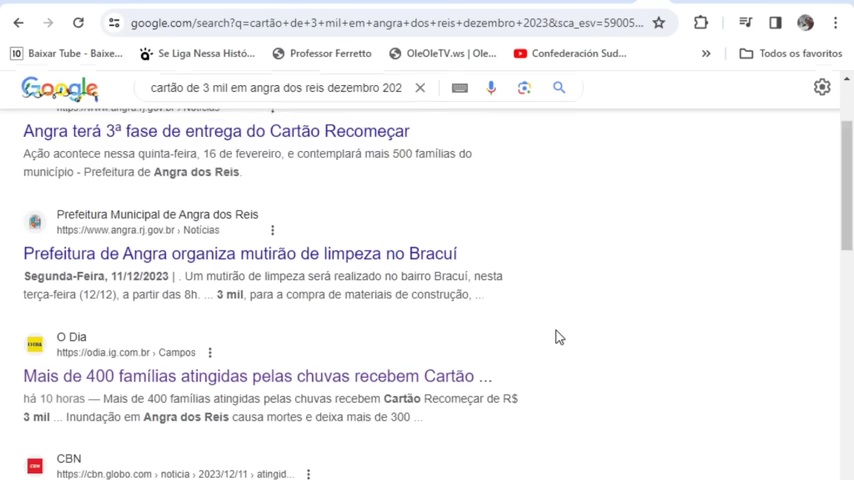 google.com/search?q=cartão+de+3+mil+em+angra+dos+reis+dezembro+2023&sca_esv=59005...
Baixar Tube - Baixe...
Se Liga Nessa Histó...
Professor Ferretto
OleOleTV.ws | Ole...
Confederação Sud...
»
Todos os favoritos
Google
cartão de 3 mil em angra dos reis dezembro 202
https://www.angra.rj.gov.br › Notícias
Angra terá 3ª fase de entrega do Cartão Recomeçar
Ação acontece nessa quinta-feira, 16 de fevereiro, e contemplará mais 500 famílias do
município - Prefeitura de Angra dos Reis.
Prefeitura Municipal de Angra dos Reis
https://www.angra.rj.gov.br › Notícias
Prefeitura de Angra organiza mutirão de limpeza no Bracuí
Segunda-Feira, 11/12/2023 | . Um mutirão de limpeza será realizado no bairro Bracuí, nesta
terça-feira (12/12), a partir das 8h. ... 3 mil, para a compra de materiais de construção, ...
O Dia
https://odia.ig.com.br › Campos
Mais de 400 famílias atingidas pelas chuvas recebem Cartão ...
há 10 horas — Mais de 400 famílias atingidas pelas chuvas recebem Cartão Recomeçar de R$
3 mil ... Inundação em Angra dos Reis causa mortes e deixa mais de 300 ...
CBN
https://cbn.globo.com › noticia › 2023/12/11 › atingid...